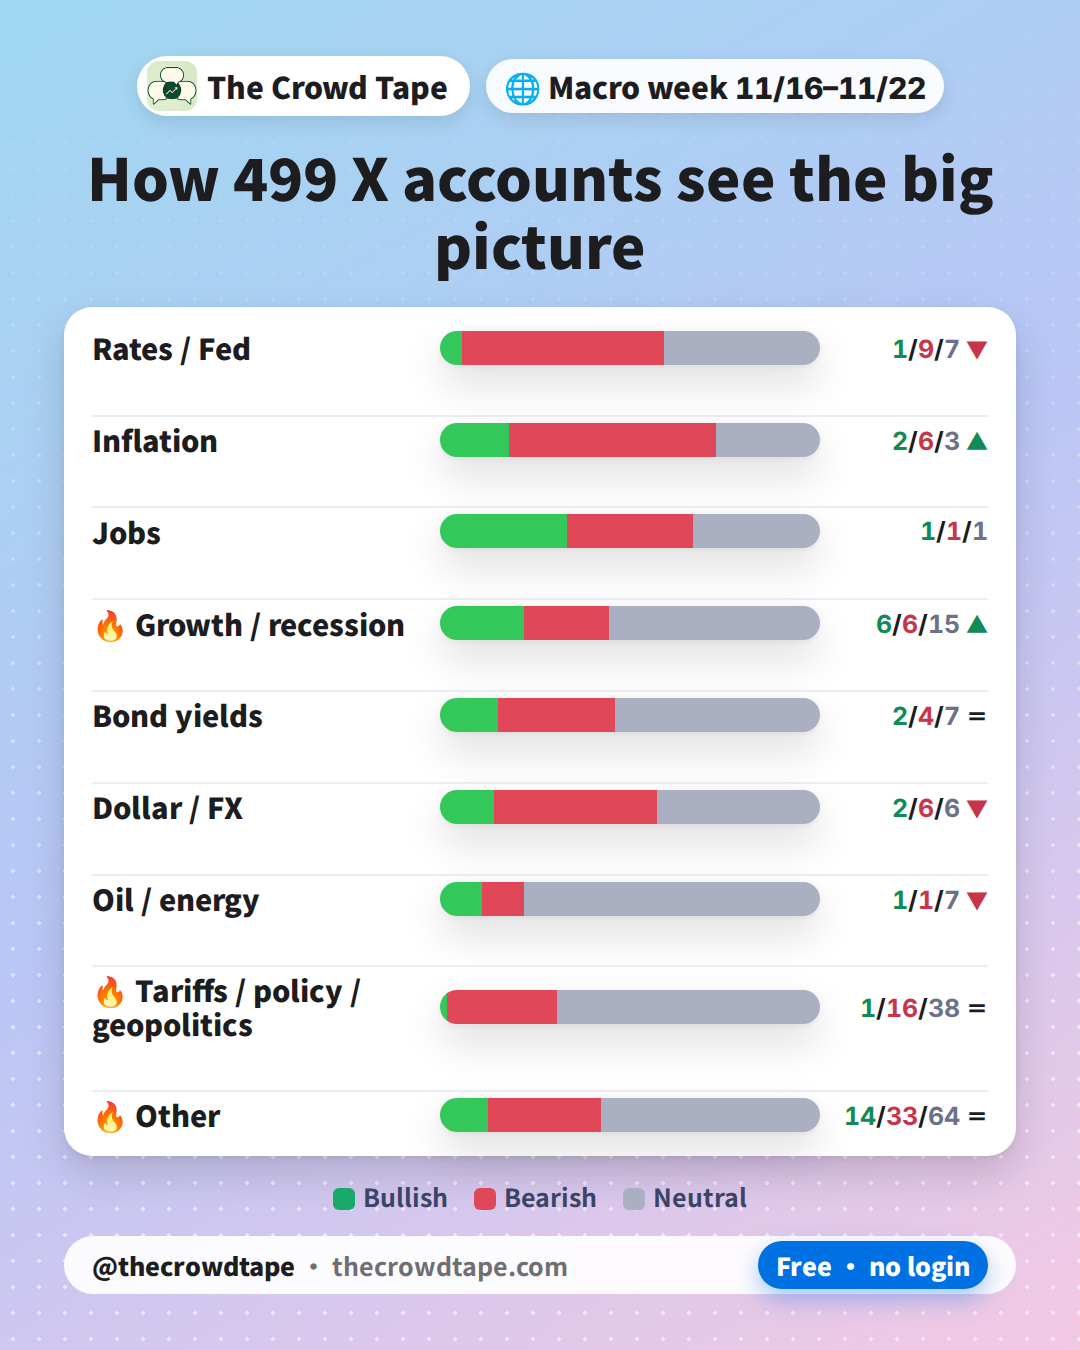 The Crowd Tape
🌐 Macro week 11/16–11/22
How 499 X accounts see the big
picture
Rates / Fed
1/9/7 ▼
Inflation
2/6/3 ▲
Jobs
1/1/1
🔥 Growth / recession
6/6/15 ▲
Bond yields
2/4/7 =
Dollar / FX
2/6/6 ▼
Oil / energy
1/1/7 ▼
🔥 Tariffs / policy /
geopolitics
1/16/38 =
🔥 Other
14/33/64 =
Bullish Bearish Neutral
@thecrowdtape • thecrowdtape.com
Free • no login